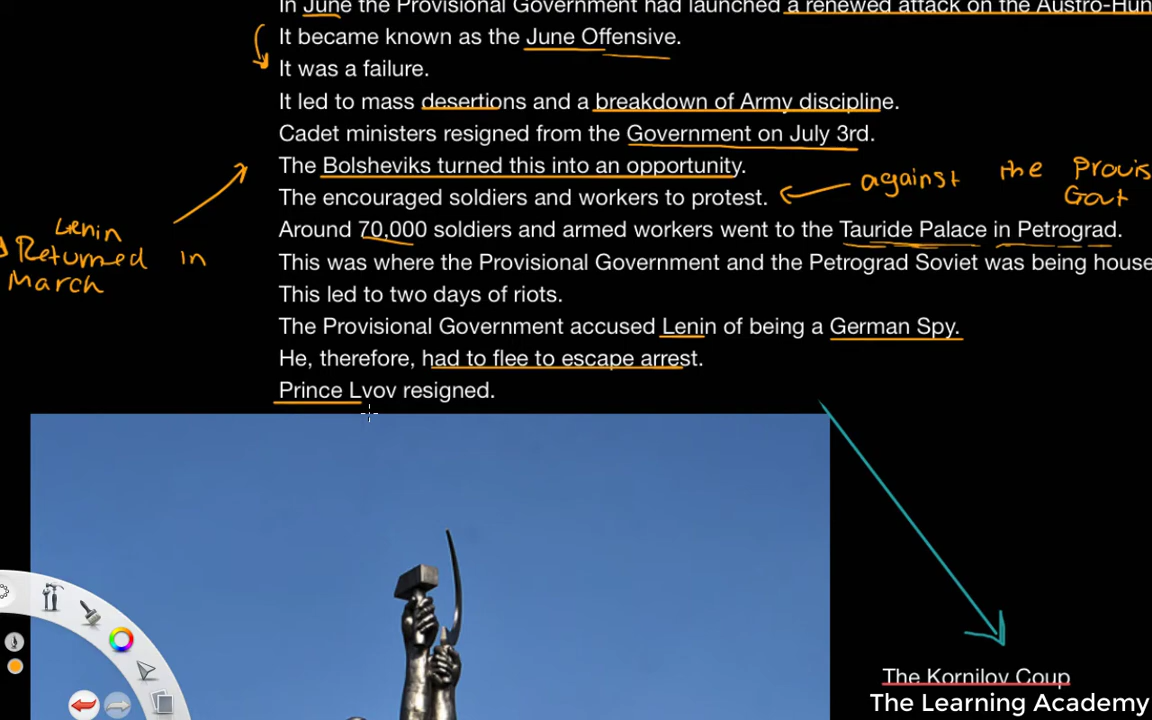 In June the Provisional Government had launched a renewed attack on the Austro-Hun
It became known as the June Offensive.
It was a failure.
It led to mass desertions and a breakdown of Army discipline.
Cadet ministers resigned from the Government on July 3rd.
The Bolsheviks turned this into an opportunity.
The encouraged soldiers and workers to protest.
against the Provis
Govt
Around 70,000 soldiers and armed workers went to the Tauride Palace in Petrograd.
Lenin
Returned in
March
This was where the Provisional Government and the Petrograd Soviet was being house
This led to two days of riots.
The Provisional Government accused Lenin of being a German Spy.
He, therefore, had to flee to escape arrest.
Prince Lvov resigned.
The Kornilov Coup
The Learning Academy